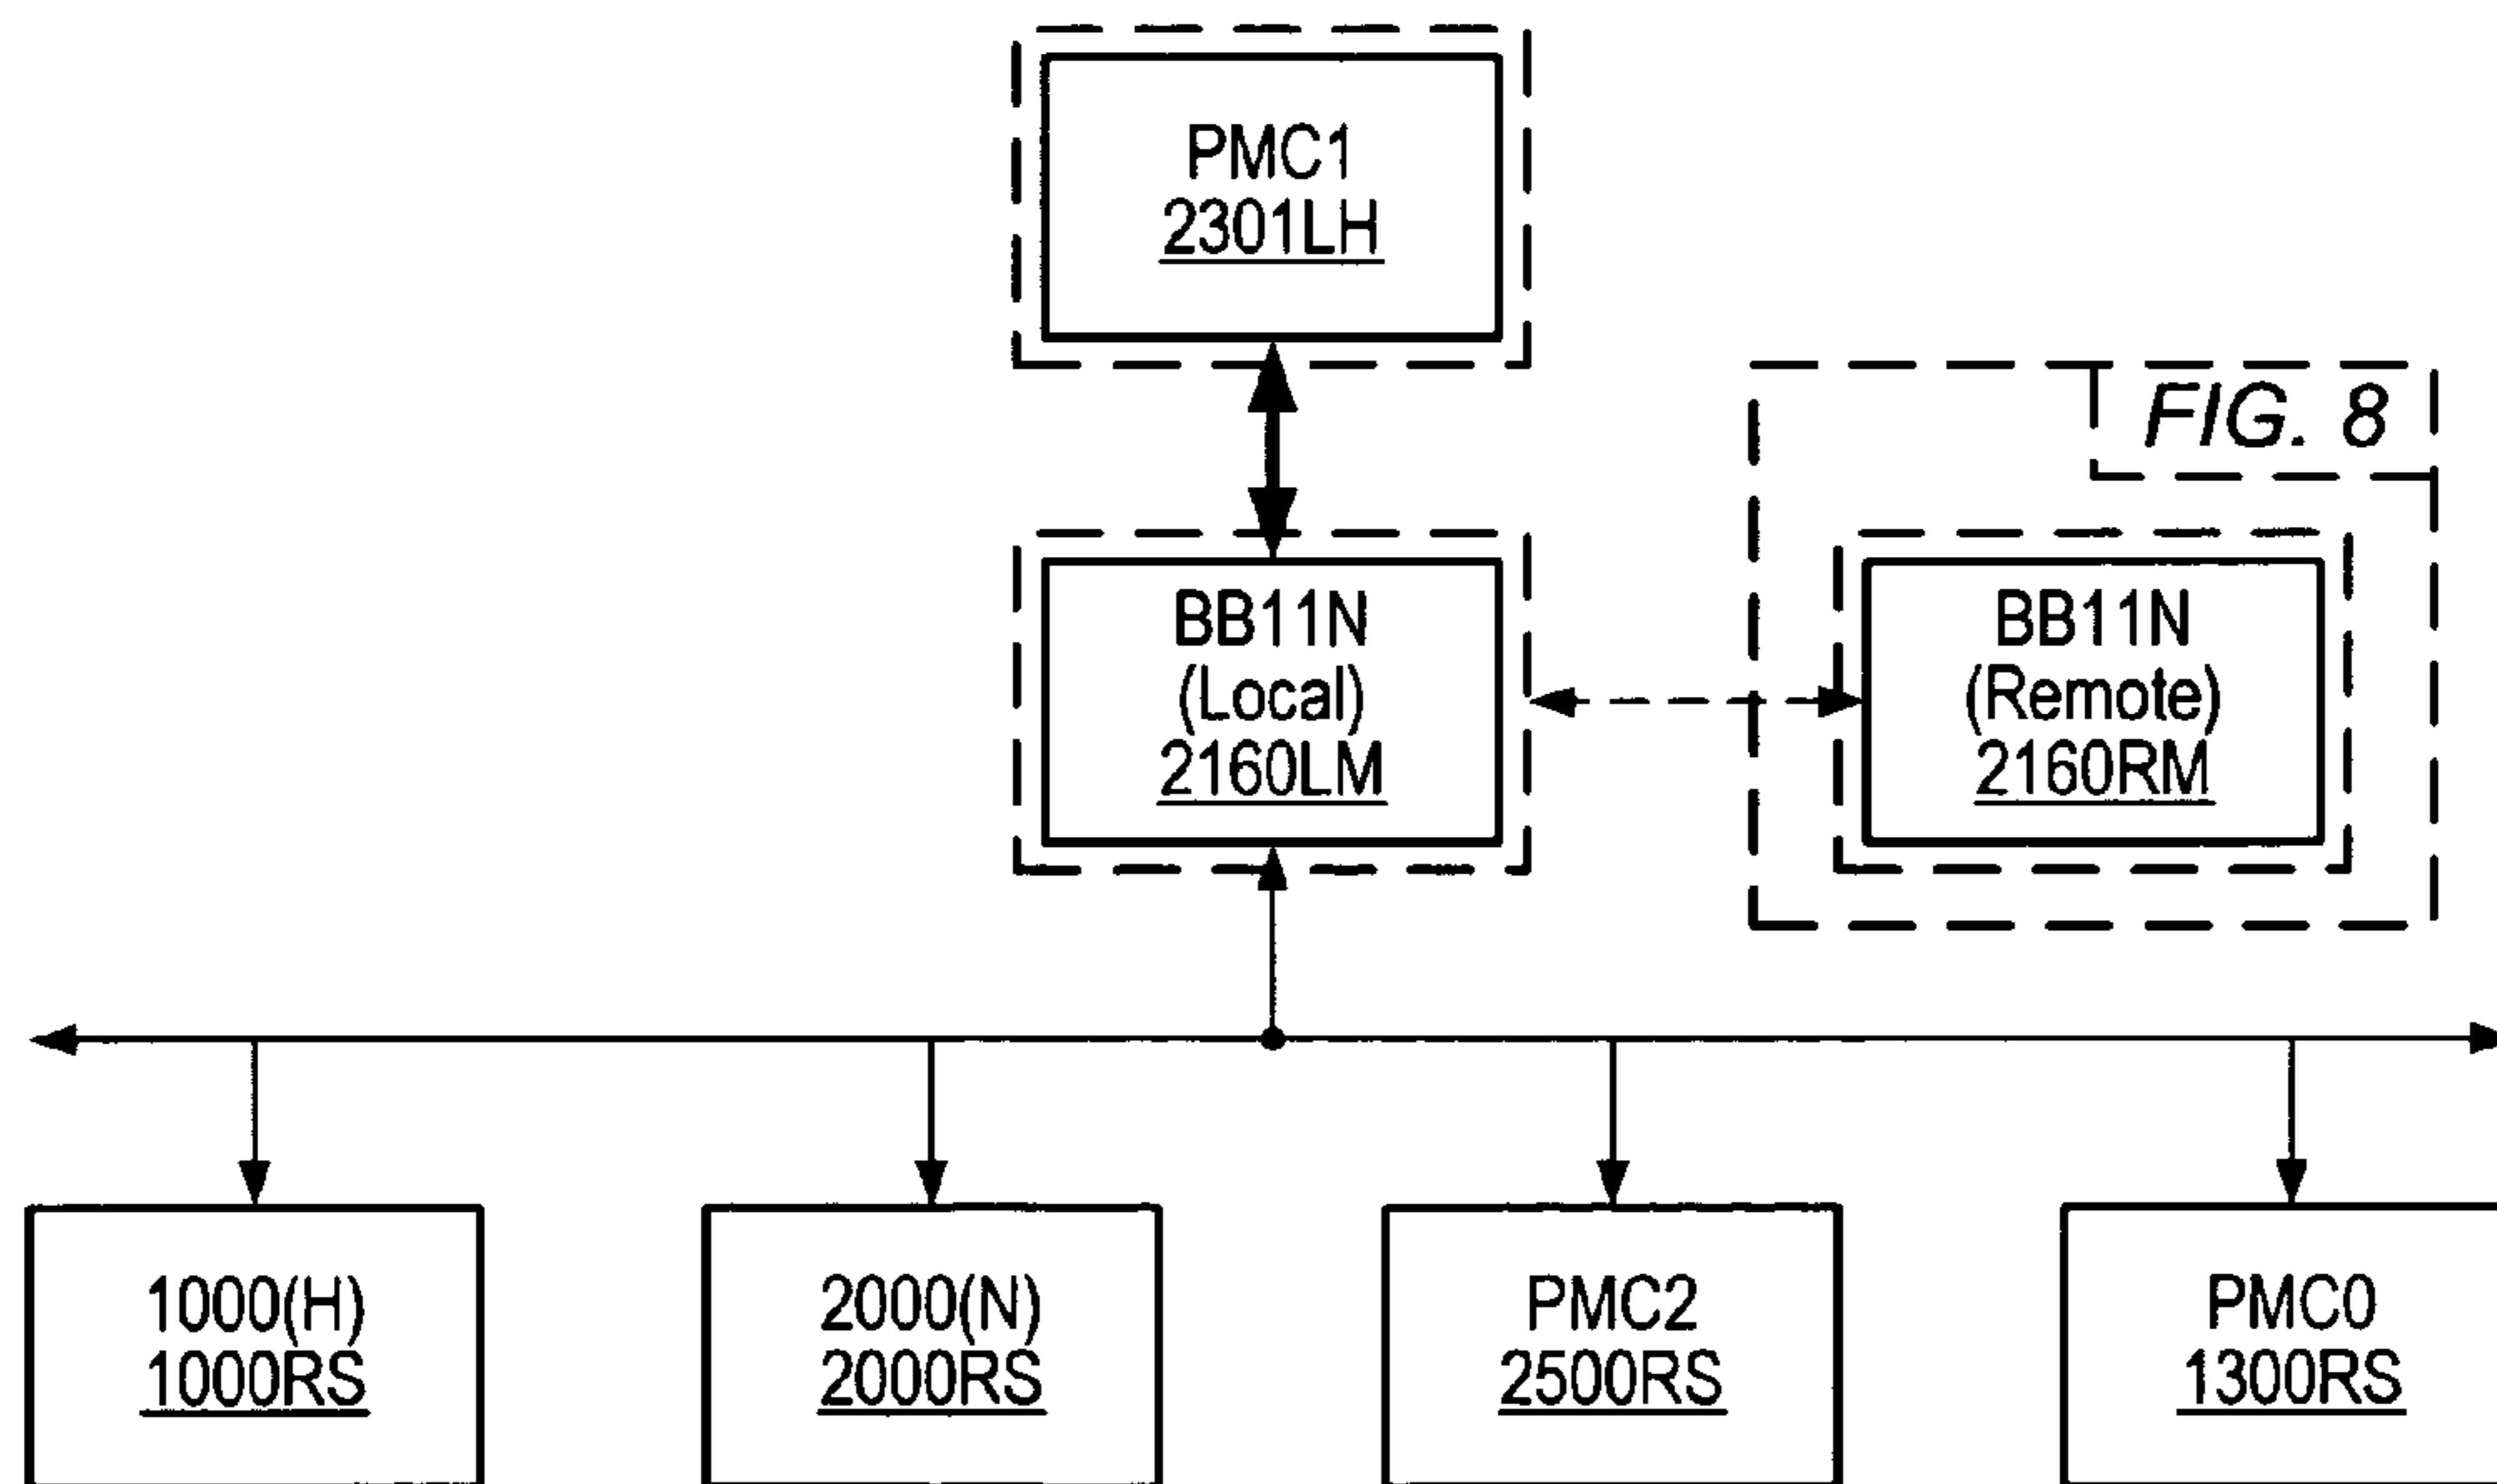 PMC1
2301LH
FIG. 8
BB11N
(Local)
2160LM
BB11N
(Remote)
2160RM
1000(H)
1000RS
2000(N)
2000RS
PMC2
2500RS
PMC0
1300RS